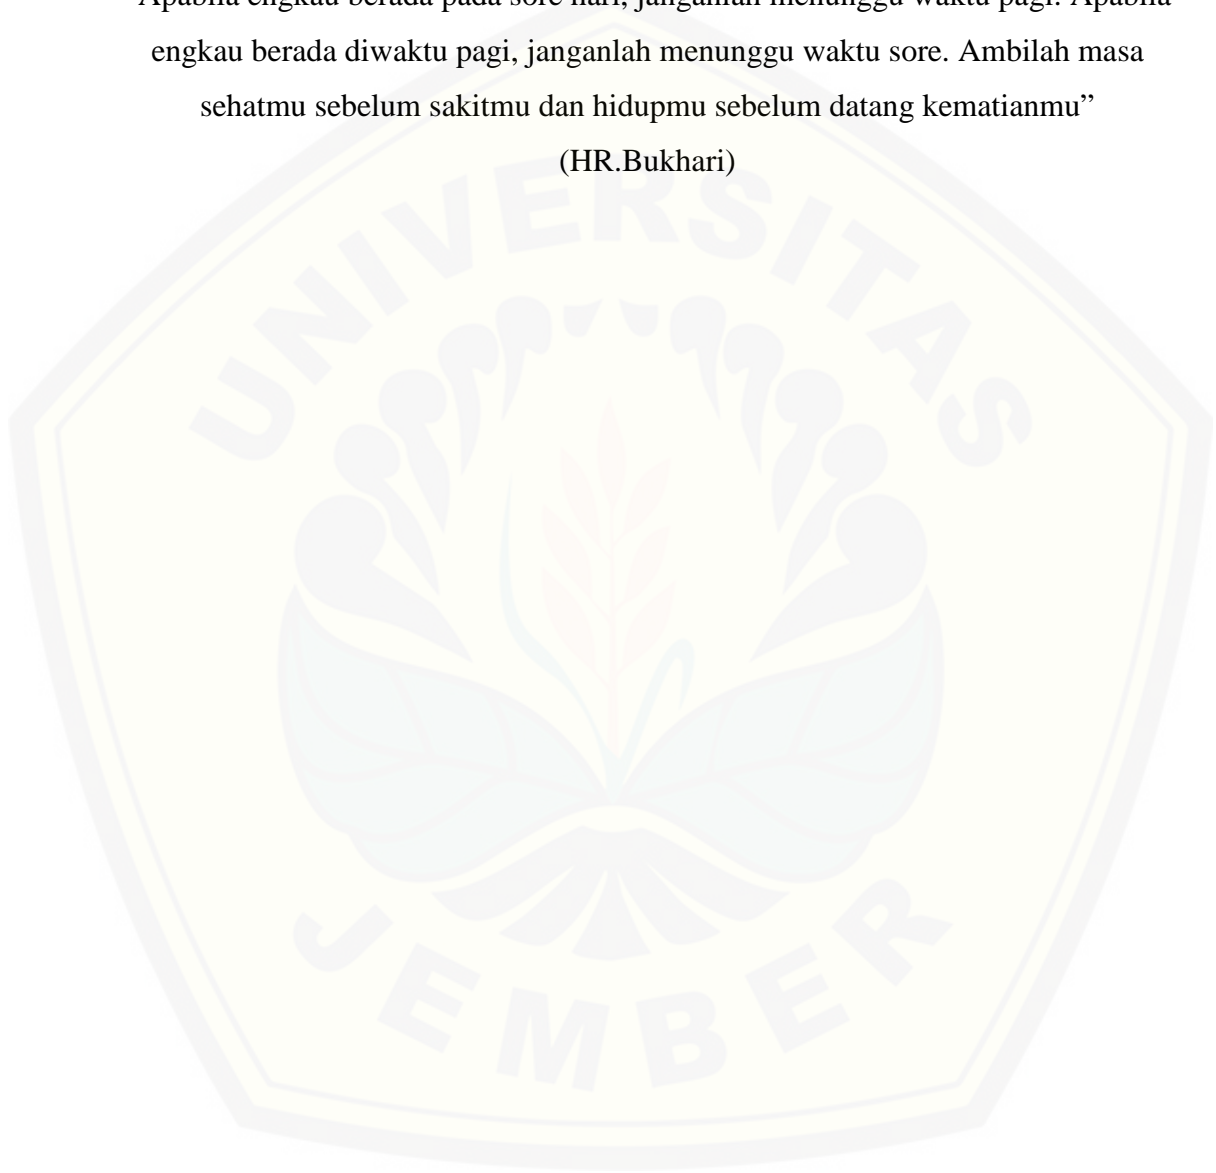 Apabila engkau berada pada sore hari, janganlah menunggu waktu pagi. Apabila
engkau berada diwaktu pagi, janganlah menunggu waktu sore. Ambilah masa
sehatmu sebelum sakitmu dan hidupmu sebelum datang kematianmu”
(HR.Bukhari)
UNIVERSITAS
JEMBER